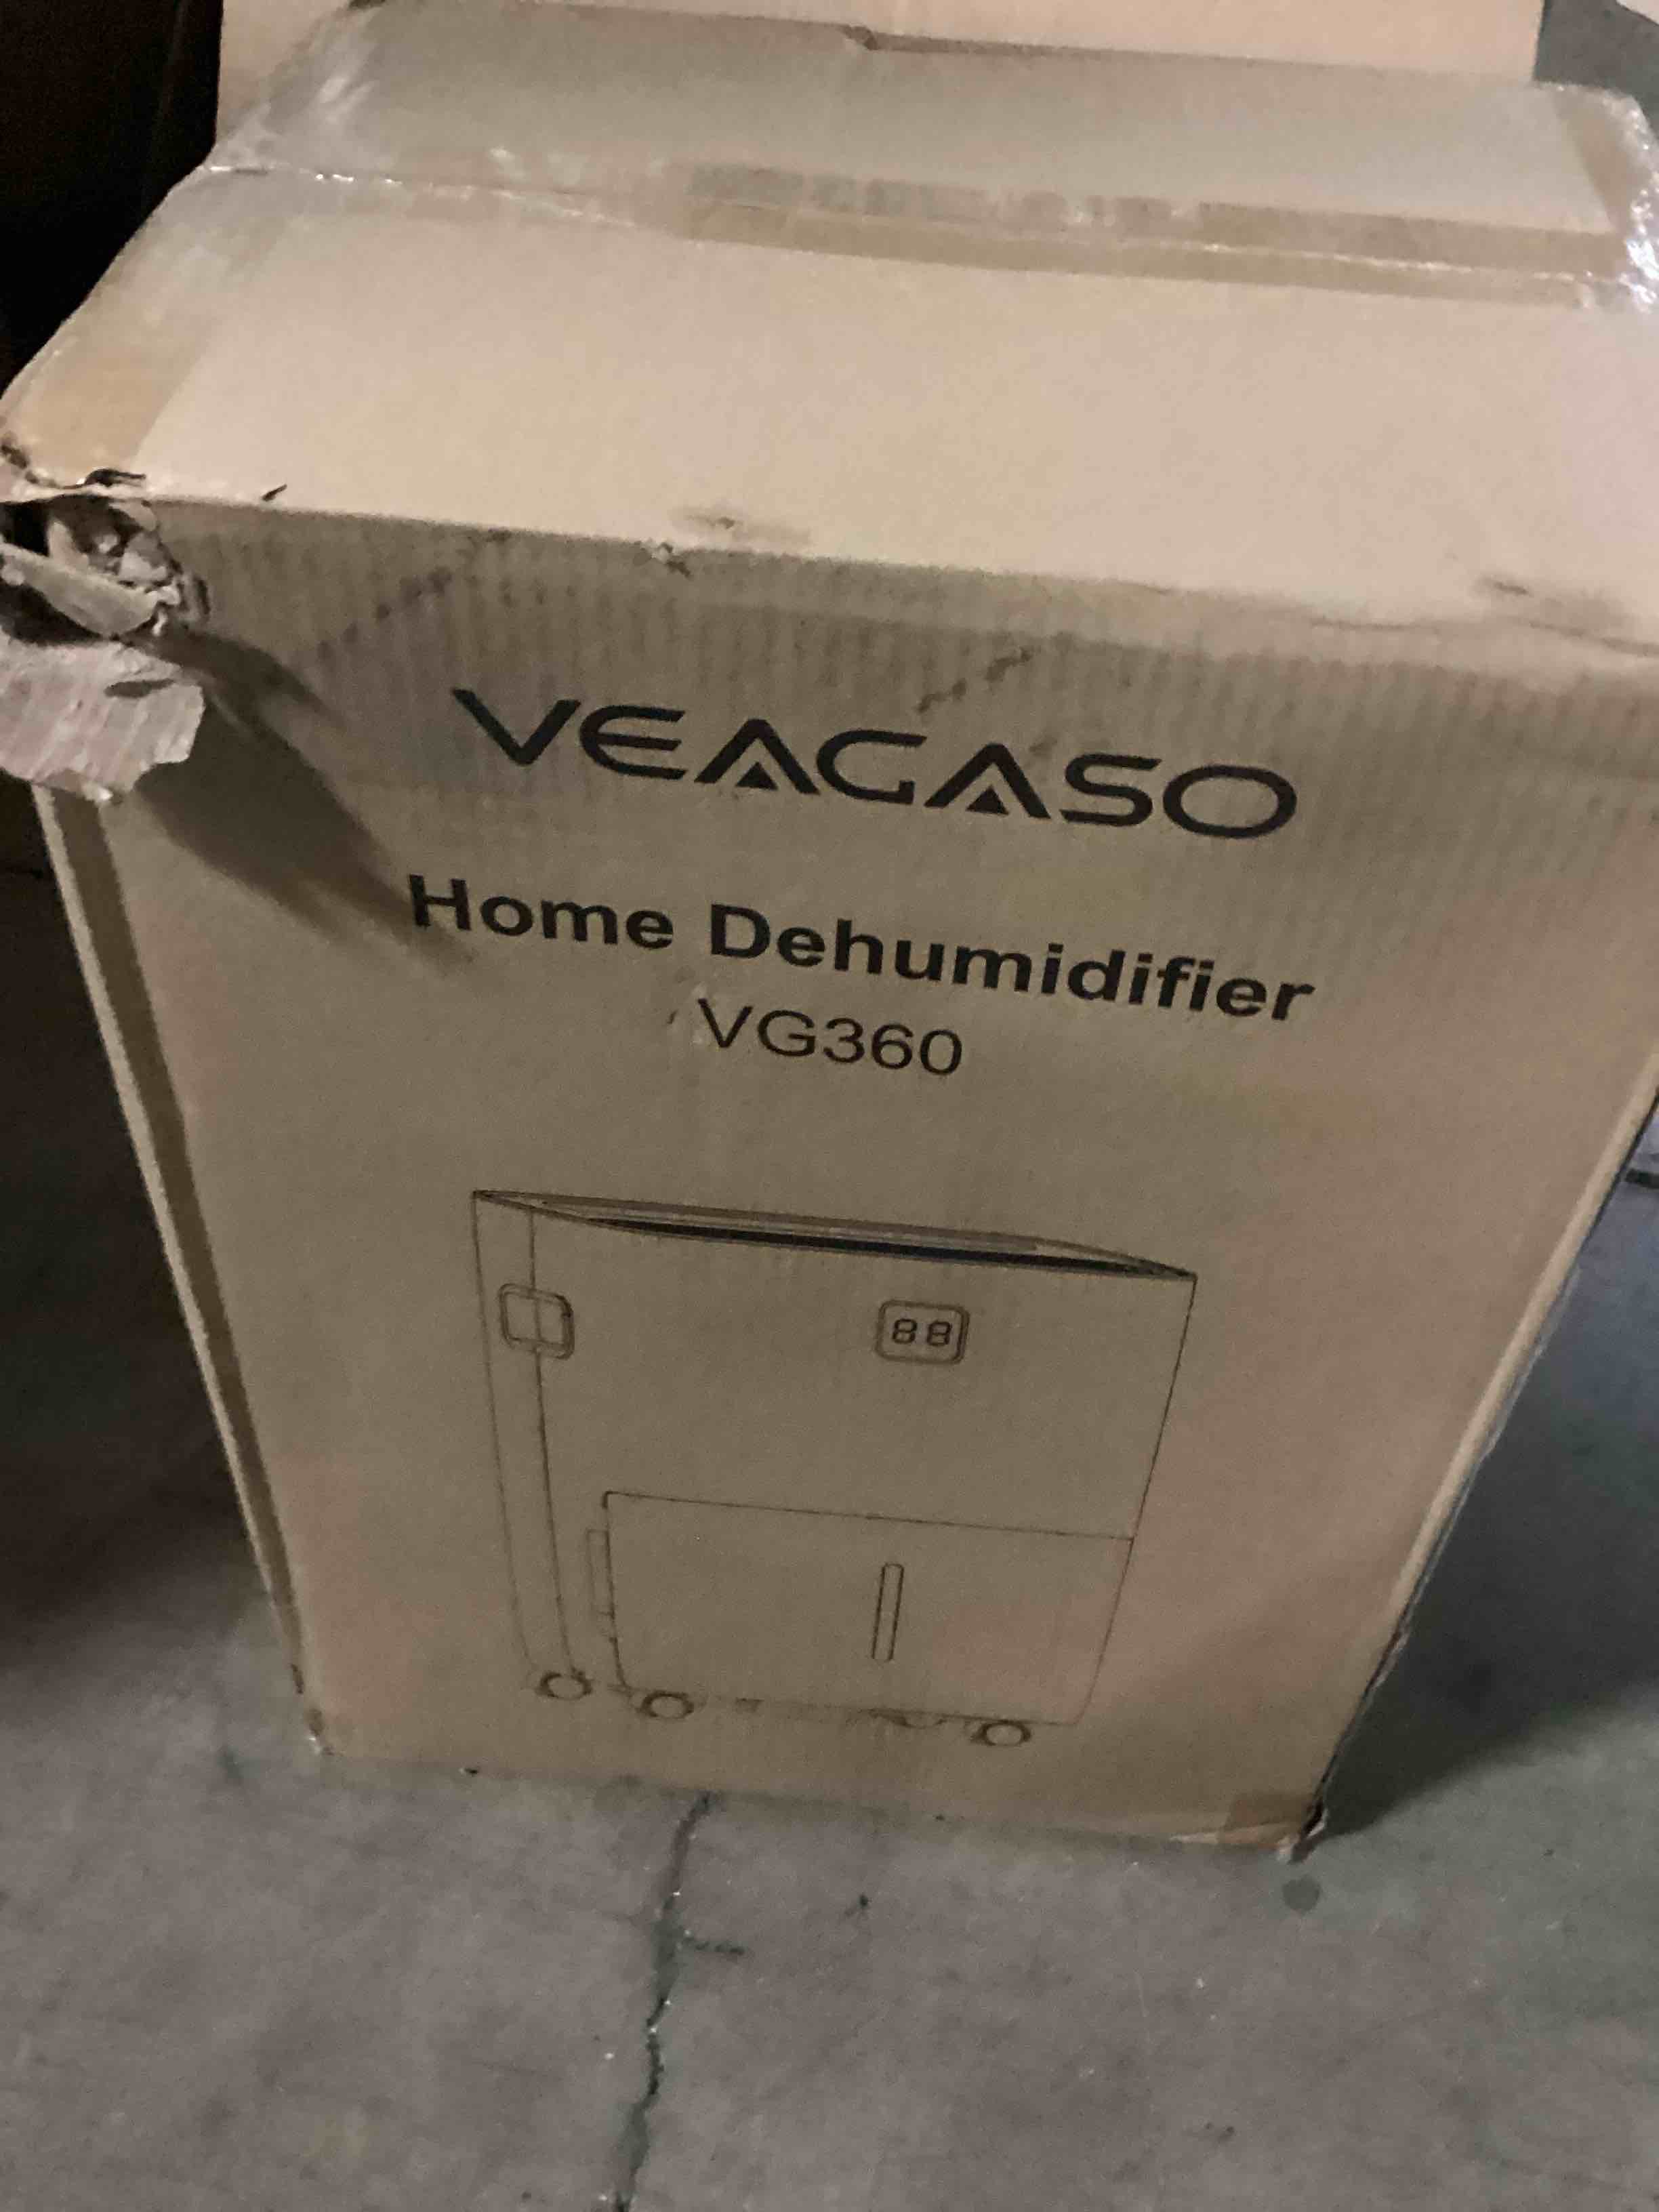 VEAGASO
Home Dehumidifier
VG360
88